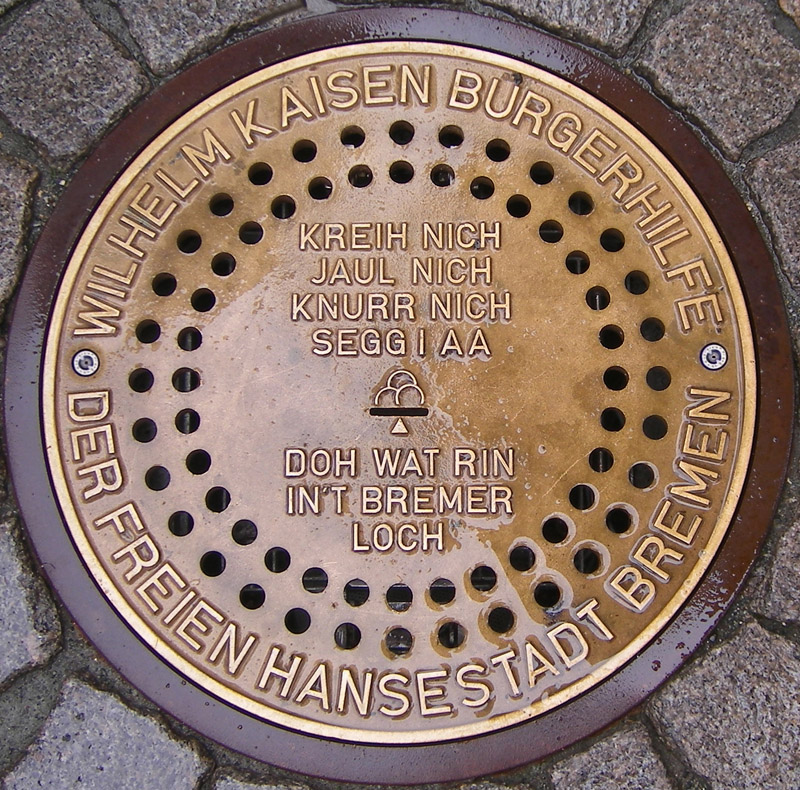 WILHELM KAISEN BÜRGERHILFE
KREIH NICH
JAUL NICH
KNURR NICH
SEGG I AA
DOH WAT RIN
IN'T BREMER
LOCH
DER FREIEN HANSESTADT BREMEN